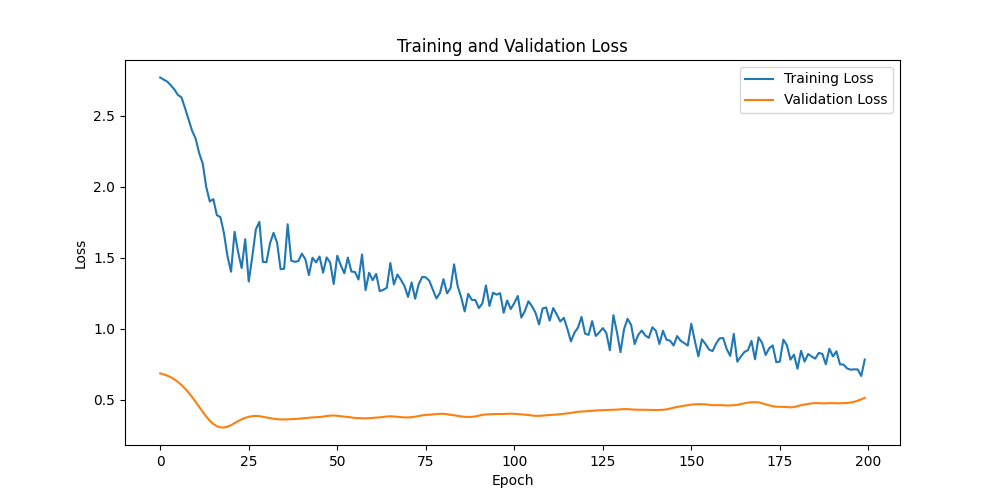 Training and Validation Loss
Training Loss
Validation Loss
Loss
2.5
2.0
1.5
1.0
0.5
0 25 50 75 100 125 150 175 200
Epoch